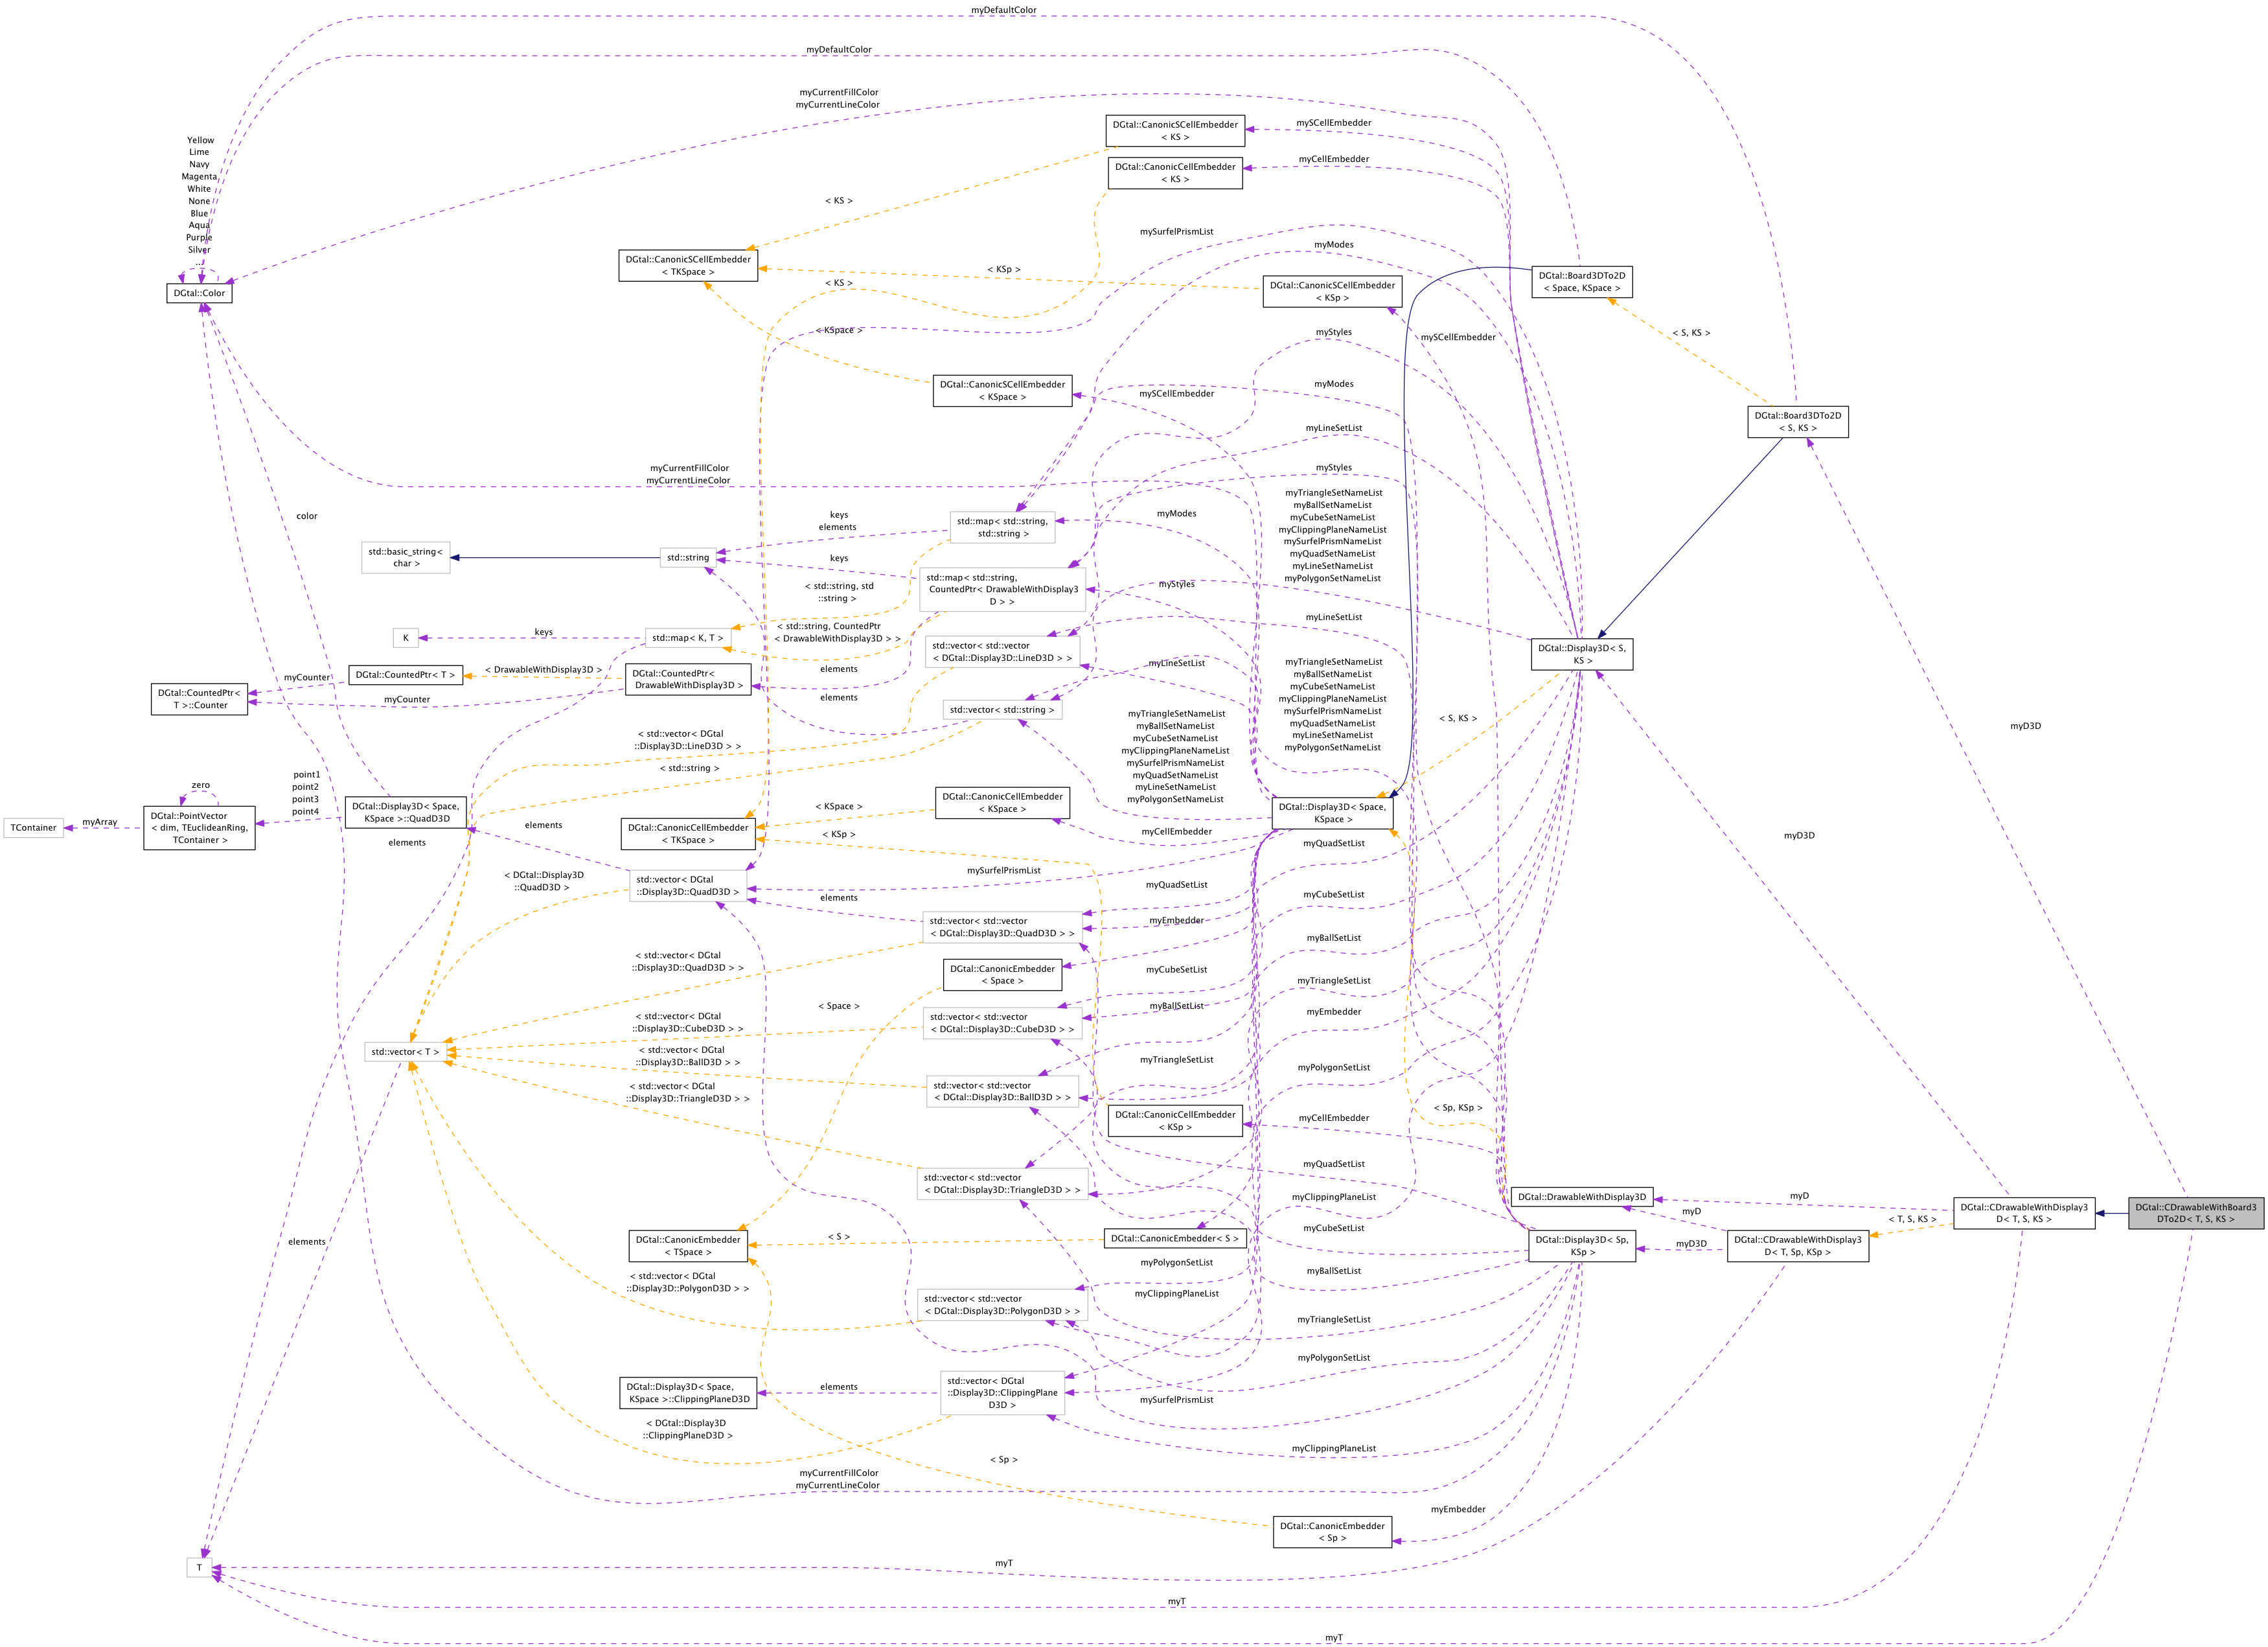 myDefaultColor
myDefaultColor
myCurrentFillColor
myCurrentLineColor
DGtal::CanonicSCellEmbedder
< KS >
mySCellEmbedder
Yellow
Lime
Navy
Magenta
White
None
Blue
Aqua
Purple
Silver
...
DGtal::CanonicCellEmbedder
< KS >
myCellEmbedder
< KS >
mySurfelPrismList
myModes
DGtal::CanonicSCellEmbedder
< TKSpace >
< KSp >
< KS >
DGtal::CanonicSCellEmbedder
< KSp >
DGtal::Board3DTo2D
< Space, KSpace >
DGtal::Color
< KSpace >
myStyles
mySCellEmbedder
< S, KS >
DGtal::CanonicSCellEmbedder
< KSpace >
mySCellEmbedder
myModes
DGtal::Board3DTo2D
< S, KS >
myLineSetList
myCurrentFillColor
myCurrentLineColor
myStyles
color
keys
elements
std::map< std::string,
std::string >
myModes
myTriangleSetNameList
myBallSetNameList
myCubeSetNameList
myClippingPlaneNameList
mySurfelPrismNameList
myQuadSetNameList
myLineSetNameList
myPolygonSetNameList
std::basic_string<
char >
std::string
keys
std::map< std::string,
CountedPtr< DrawableWithDisplay3
D > >
myStyles
< std::string, std
::string >
myLineSetList
K
keys
std::map< K, T >
< std::string, CountedPtr
< DrawableWithDisplay3D > >
std::vector< std::vector
< DGtal::Display3D::LineD3D > >
DGtal::Display3D< S,
KS >
myLineSetList
myTriangleSetNameList
myBallSetNameList
myCubeSetNameList
myClippingPlaneNameList
mySurfelPrismNameList
myQuadSetNameList
myLineSetNameList
myPolygonSetNameList
myCounter
DGtal::CountedPtr< T >
< DrawableWithDisplay3D >
DGtal::CountedPtr<
DrawableWithDisplay3D >
elements
DGtal::CountedPtr<
T >::Counter
myCounter
elements
std::vector< std::string >
< S, KS >
myD3D
< std::vector< DGtal
::Display3D::LineD3D > >
myTriangleSetNameList
myBallSetNameList
myCubeSetNameList
myClippingPlaneNameList
mySurfelPrismNameList
myQuadSetNameList
myLineSetNameList
myPolygonSetNameList
< std::string >
point1
point2
point3
point4
zero
TContainer
myArray
DGtal::PointVector
< dim, TEuclideanRing,
TContainer >
DGtal::Display3D< Space,
KSpace >::QuadD3D
< KSpace >
DGtal::CanonicCellEmbedder
< KSpace >
DGtal::Display3D< Space,
KSpace >
elements
elements
DGtal::CanonicCellEmbedder
< TKSpace >
< KSp >
myCellEmbedder
myD3D
myQuadSetList
< DGtal::Display3D
::QuadD3D >
std::vector< DGtal
::Display3D::QuadD3D >
mySurfelPrismList
myQuadSetList
elements
myCubeSetList
std::vector< std::vector
< DGtal::Display3D::QuadD3D > >
myEmbedder
myBallSetList
< std::vector< DGtal
::Display3D::QuadD3D > >
DGtal::CanonicEmbedder
< Space >
myCubeSetList
myTriangleSetList
< Space >
< std::vector< DGtal
::Display3D::CubeD3D > >
std::vector< std::vector
< DGtal::Display3D::CubeD3D > >
myBallSetList
myEmbedder
std::vector< T >
< std::vector< DGtal
::Display3D::BallD3D > >
myTriangleSetList
myPolygonSetList
< std::vector< DGtal
::Display3D::TriangleD3D > >
std::vector< std::vector
< DGtal::Display3D::BallD3D > >
DGtal::CanonicCellEmbedder
< KSp >
myCellEmbedder
< Sp, KSp >
myQuadSetList
std::vector< std::vector
< DGtal::Display3D::TriangleD3D > >
myClippingPlaneList
DGtal::DrawableWithDisplay3D
myD
myD
DGtal::CDrawableWithDisplay3
D< T, S, KS >
DGtal::CDrawableWithBoard3
DTo2D< T, S, KS >
< T, S, KS >
myCubeSetList
elements
DGtal::CanonicEmbedder
< TSpace >
< S >
DGtal::CanonicEmbedder< S >
DGtal::Display3D< Sp,
KSp >
myD3D
DGtal::CDrawableWithDisplay3
D< T, Sp, KSp >
myPolygonSetList
myBallSetList
< std::vector< DGtal
::Display3D::PolygonD3D > >
myClippingPlaneList
std::vector< std::vector
< DGtal::Display3D::PolygonD3D > >
myTriangleSetList
myPolygonSetList
DGtal::Display3D< Space,
KSpace >::ClippingPlaneD3D
elements
std::vector< DGtal
::Display3D::ClippingPlane
D3D >
mySurfelPrismList
< DGtal::Display3D
::ClippingPlaneD3D >
myClippingPlaneList
< Sp >
myCurrentFillColor
myCurrentLineColor
myEmbedder
DGtal::CanonicEmbedder
< Sp >
T
myT
myT
myT